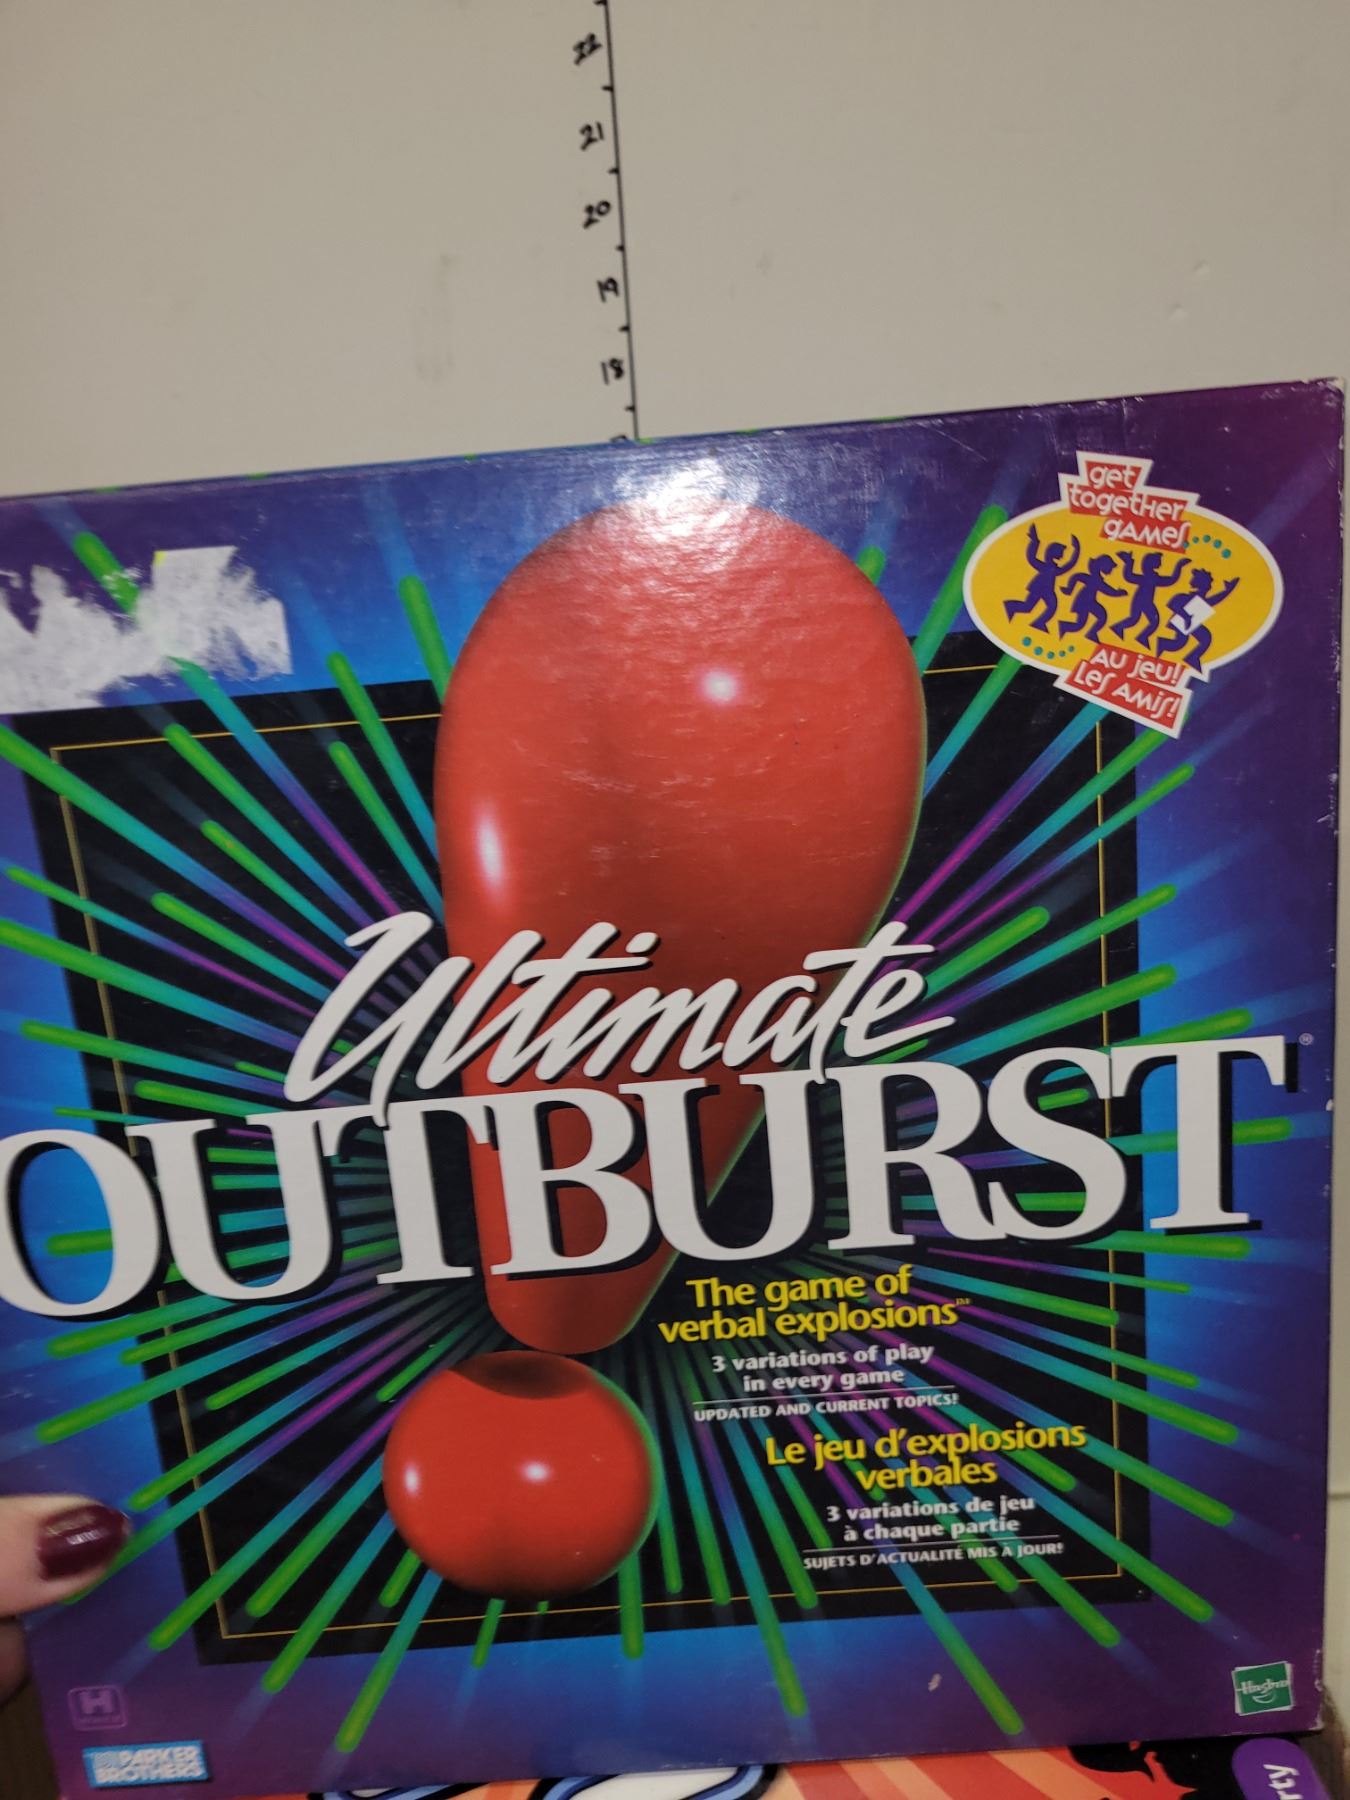 22
21
20
19
18
get
together
games
AU jeu!
Les AMis!
Ultimate
OUTBURST®
The game of
verbal explosions™
3 variations of play
in every game
UPDATED AND CURRENT TOPICS!
Le jeu d'explosions
verbales
3 variations de jeu
à chaque partie
SUJETS D'ACTUALITÉ MIS À JOUR!
Hasbro
H
PARKER
BROTHERS
rty